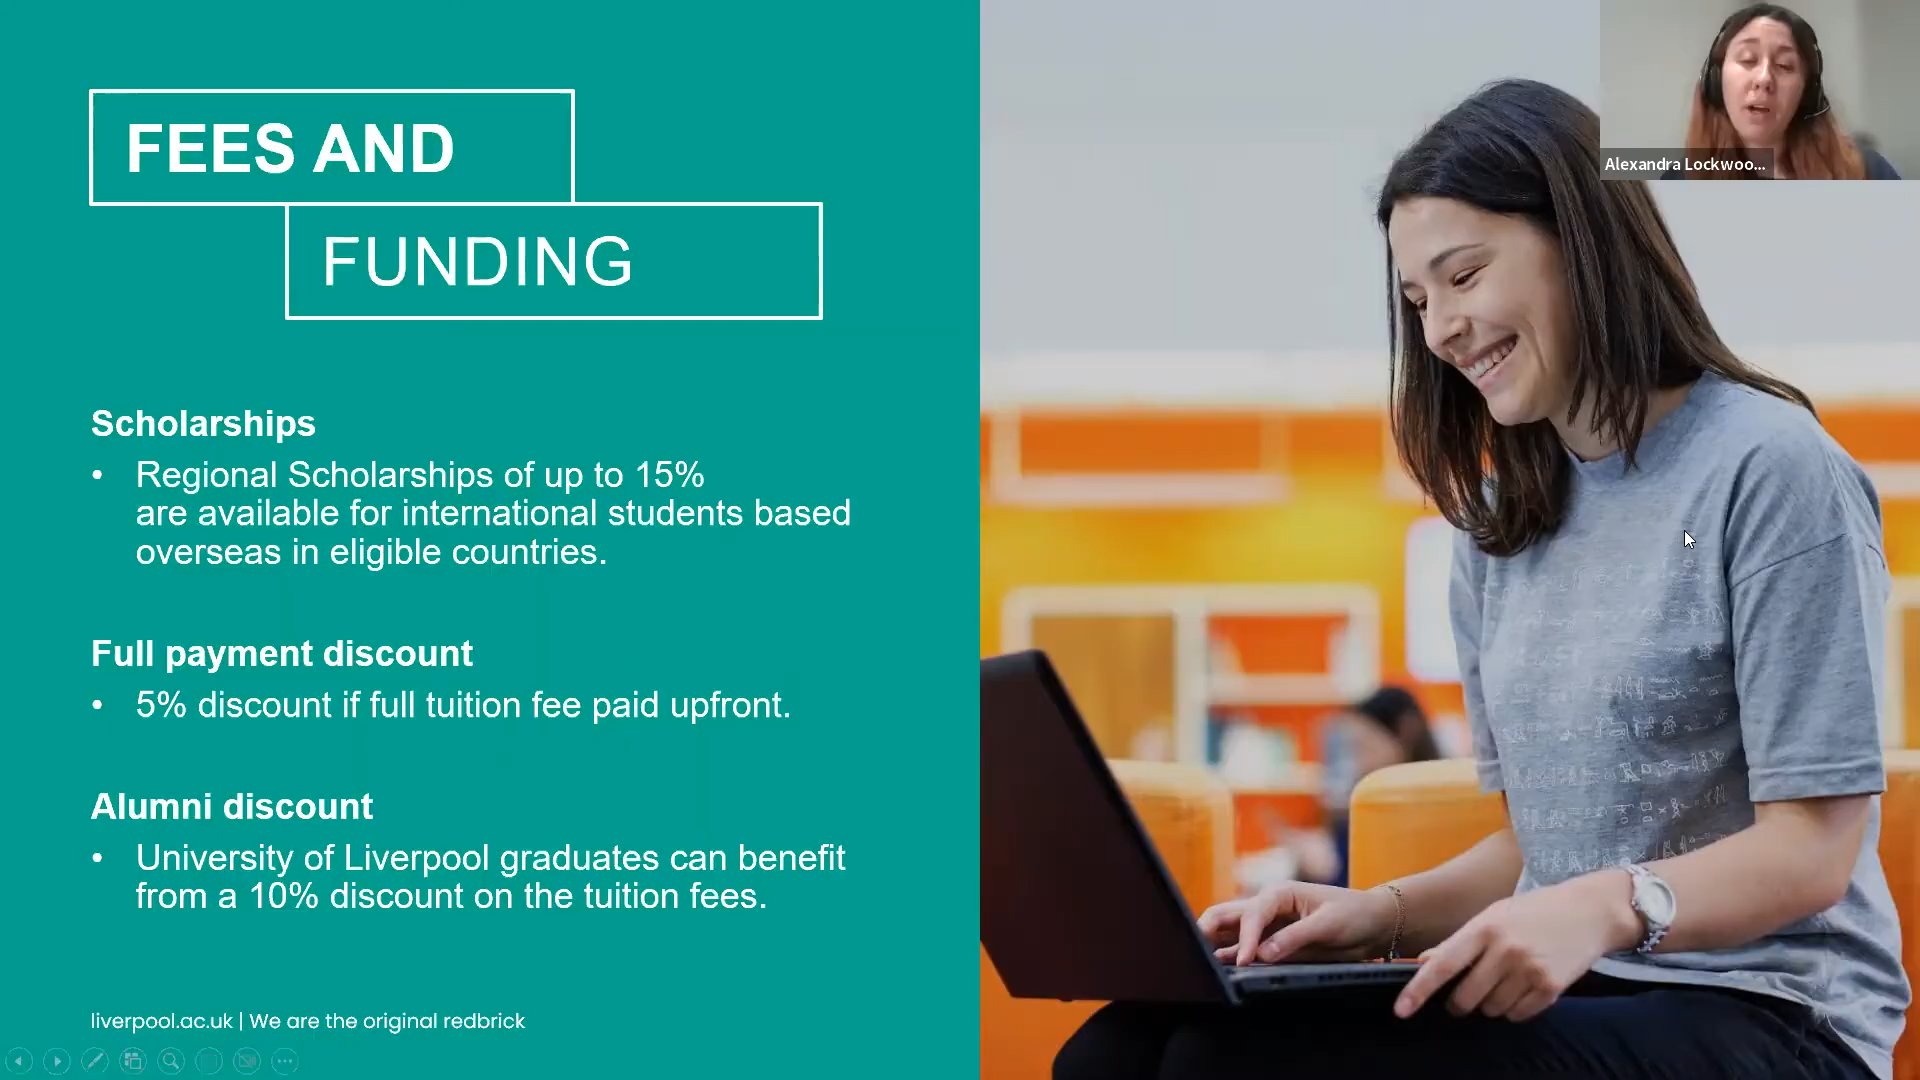 Alexandra Lockwoo...
FEES AND
FUNDING
Scholarships
• Regional Scholarships of up to 15%
are available for international students based
overseas in eligible countries.
Full payment discount
• 5% discount if full tuition fee paid upfront.
Alumni discount
• University of Liverpool graduates can benefit
from a 10% discount on the tuition fees.
liverpool.ac.uk | We are the original redbrick